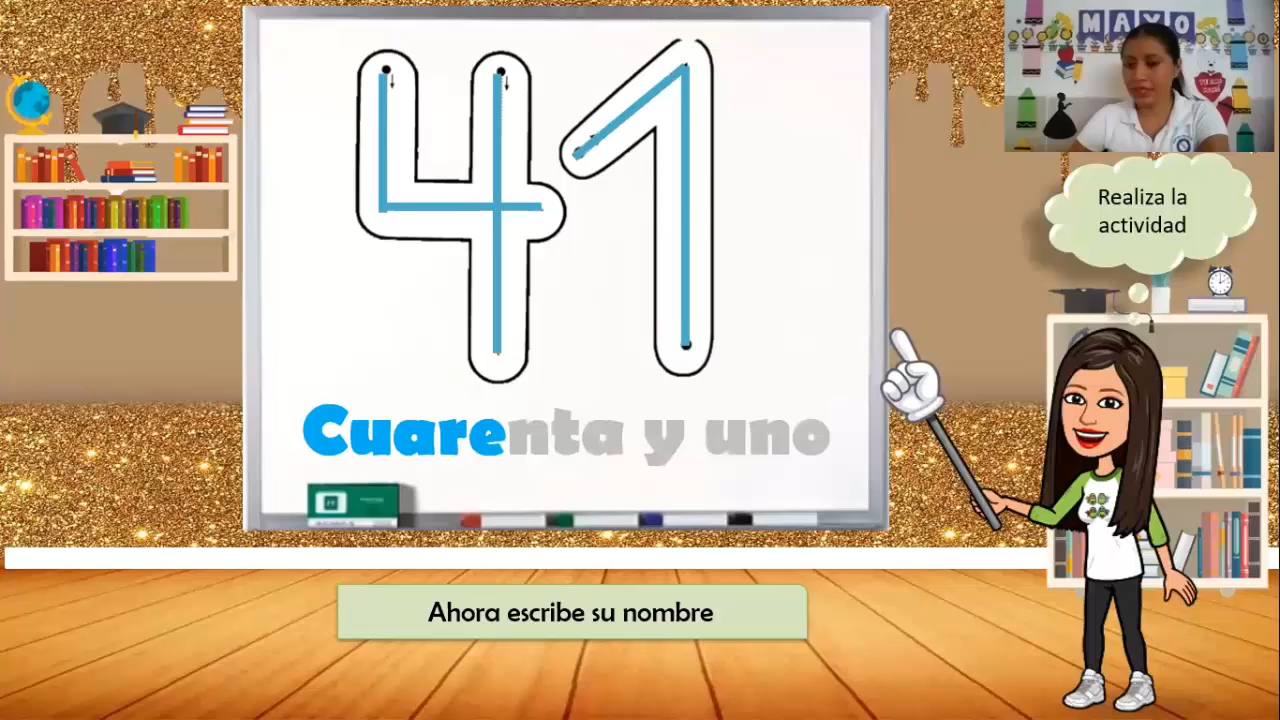 MAYO
Realiza la
actividad
41
Cuarenta y uno
Ahora escribe su nombre